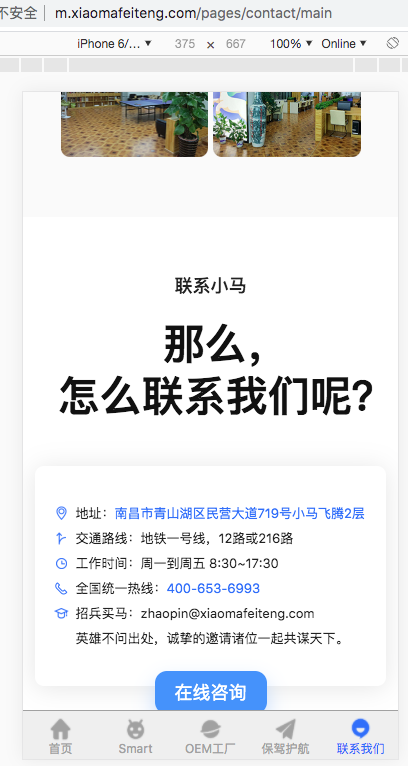 不安全 | m.xiaomafeiteng.com/pages/contact/main
iPhone 6/... ▼ 375 × 667 100% ▼ Online ▼
联系小马
那么，
怎么联系我们呢？
地址：南昌市青山湖区民营大道719号小马飞腾2层
交通路线：地铁一号线，12路或216路
工作时间：周一到周五 8:30~17:30
全国统一热线：400-653-6993
招兵买马：zhaopin@xiaomafeiteng.com
英雄不问出处，诚挚的邀请诸位一起共谋天下。
在线咨询
首页 Smart OEM工厂 保驾护航 联系我们